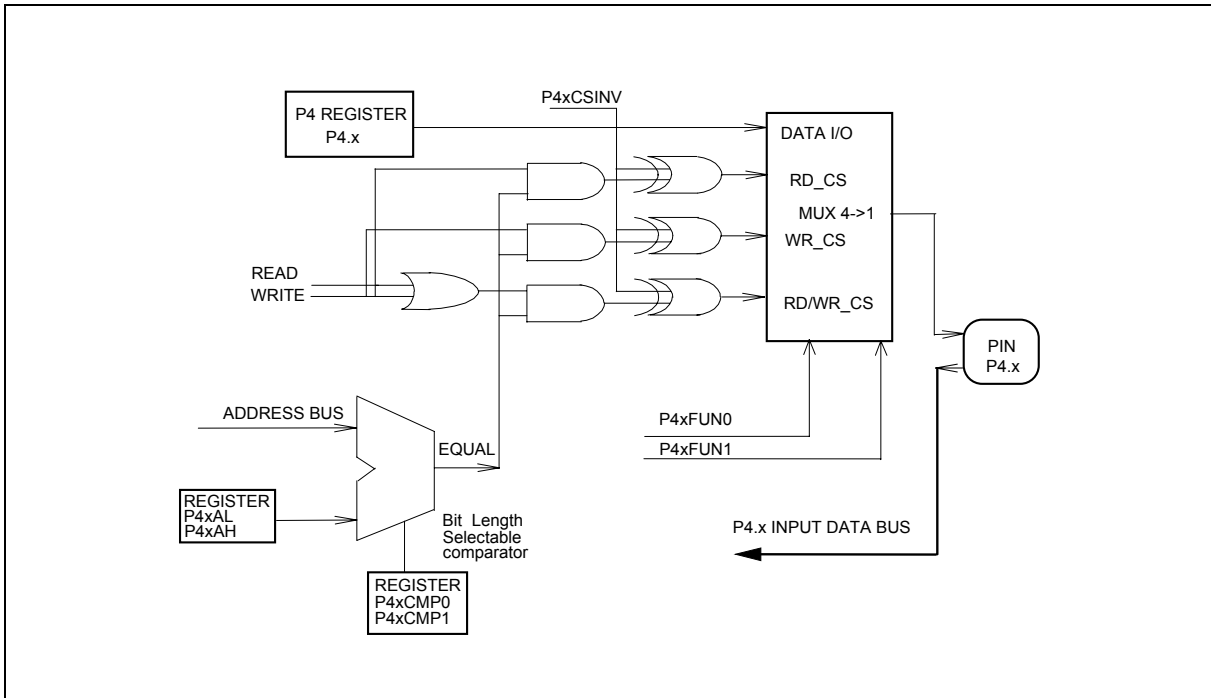 P4xCSINV
P4 REGISTER
P4.x
DATA I/O
RD_CS
MUX 4->1
WR_CS
READ
WRITE
RD/WR_CS
PIN
P4.x
ADDRESS BUS
P4xFUN0
P4xFUN1
EQUAL
REGISTER
P4xAL
P4xAH
Bit Length
Selectable
comparator
P4.x INPUT DATA BUS
REGISTER
P4xCMP0
P4xCMP1